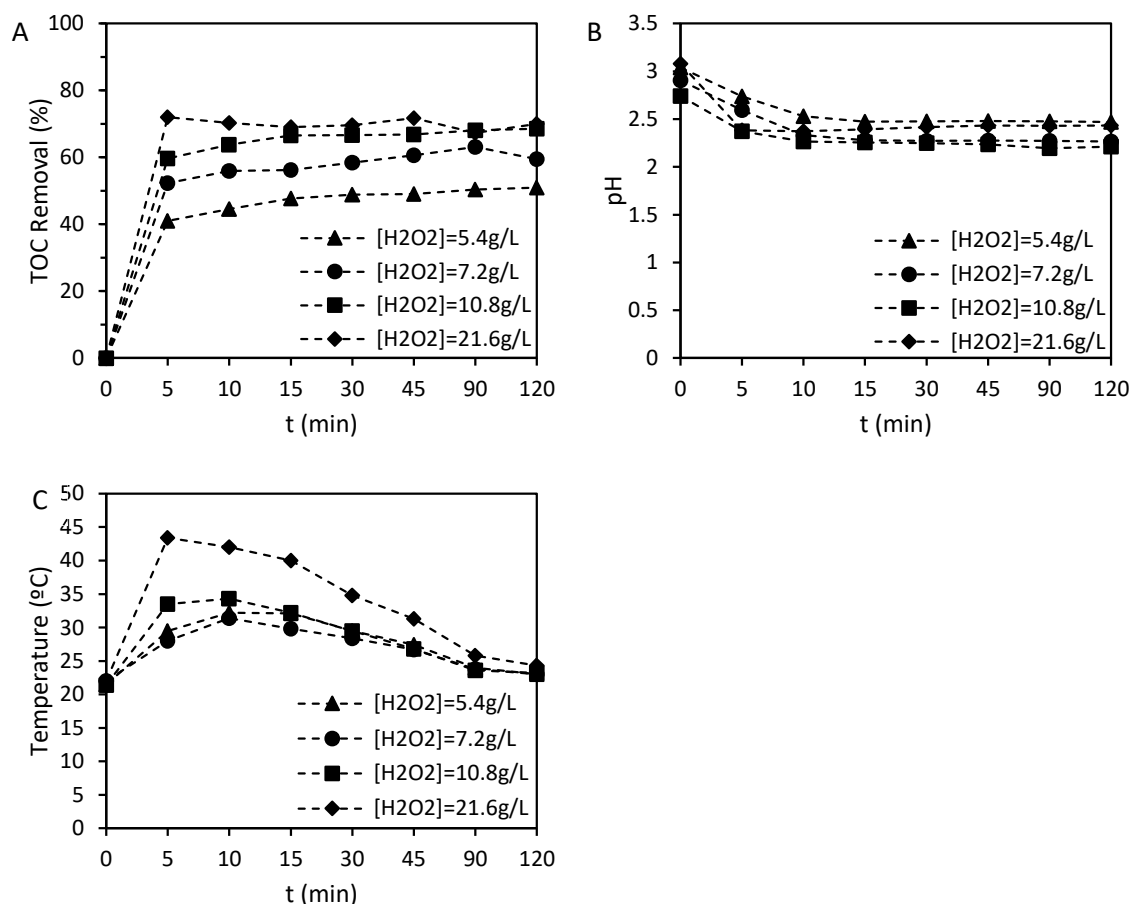 A
TOC Removal (%)
100
80
60
40
20
0
[H2O2]=5.4g/L
[H2O2]=7.2g/L
[H2O2]=10.8g/L
[H2O2]=21.6g/L
0 5 10 15 30 45 90 120
t (min)
B
pH
3.5
3
2.5
2
1.5
1
0.5
0
[H2O2]=5.4g/L
[H2O2]=7.2g/L
[H2O2]=10.8g/L
[H2O2]=21.6g/L
0 5 10 15 30 45 90 120
t (min)
C
Temperature (ºC)
50
45
40
35
30
25
20
15
10
5
0
[H2O2]=5.4g/L
[H2O2]=7.2g/L
[H2O2]=10.8g/L
[H2O2]=21.6g/L
0 5 10 15 30 45 90 120
t (min)